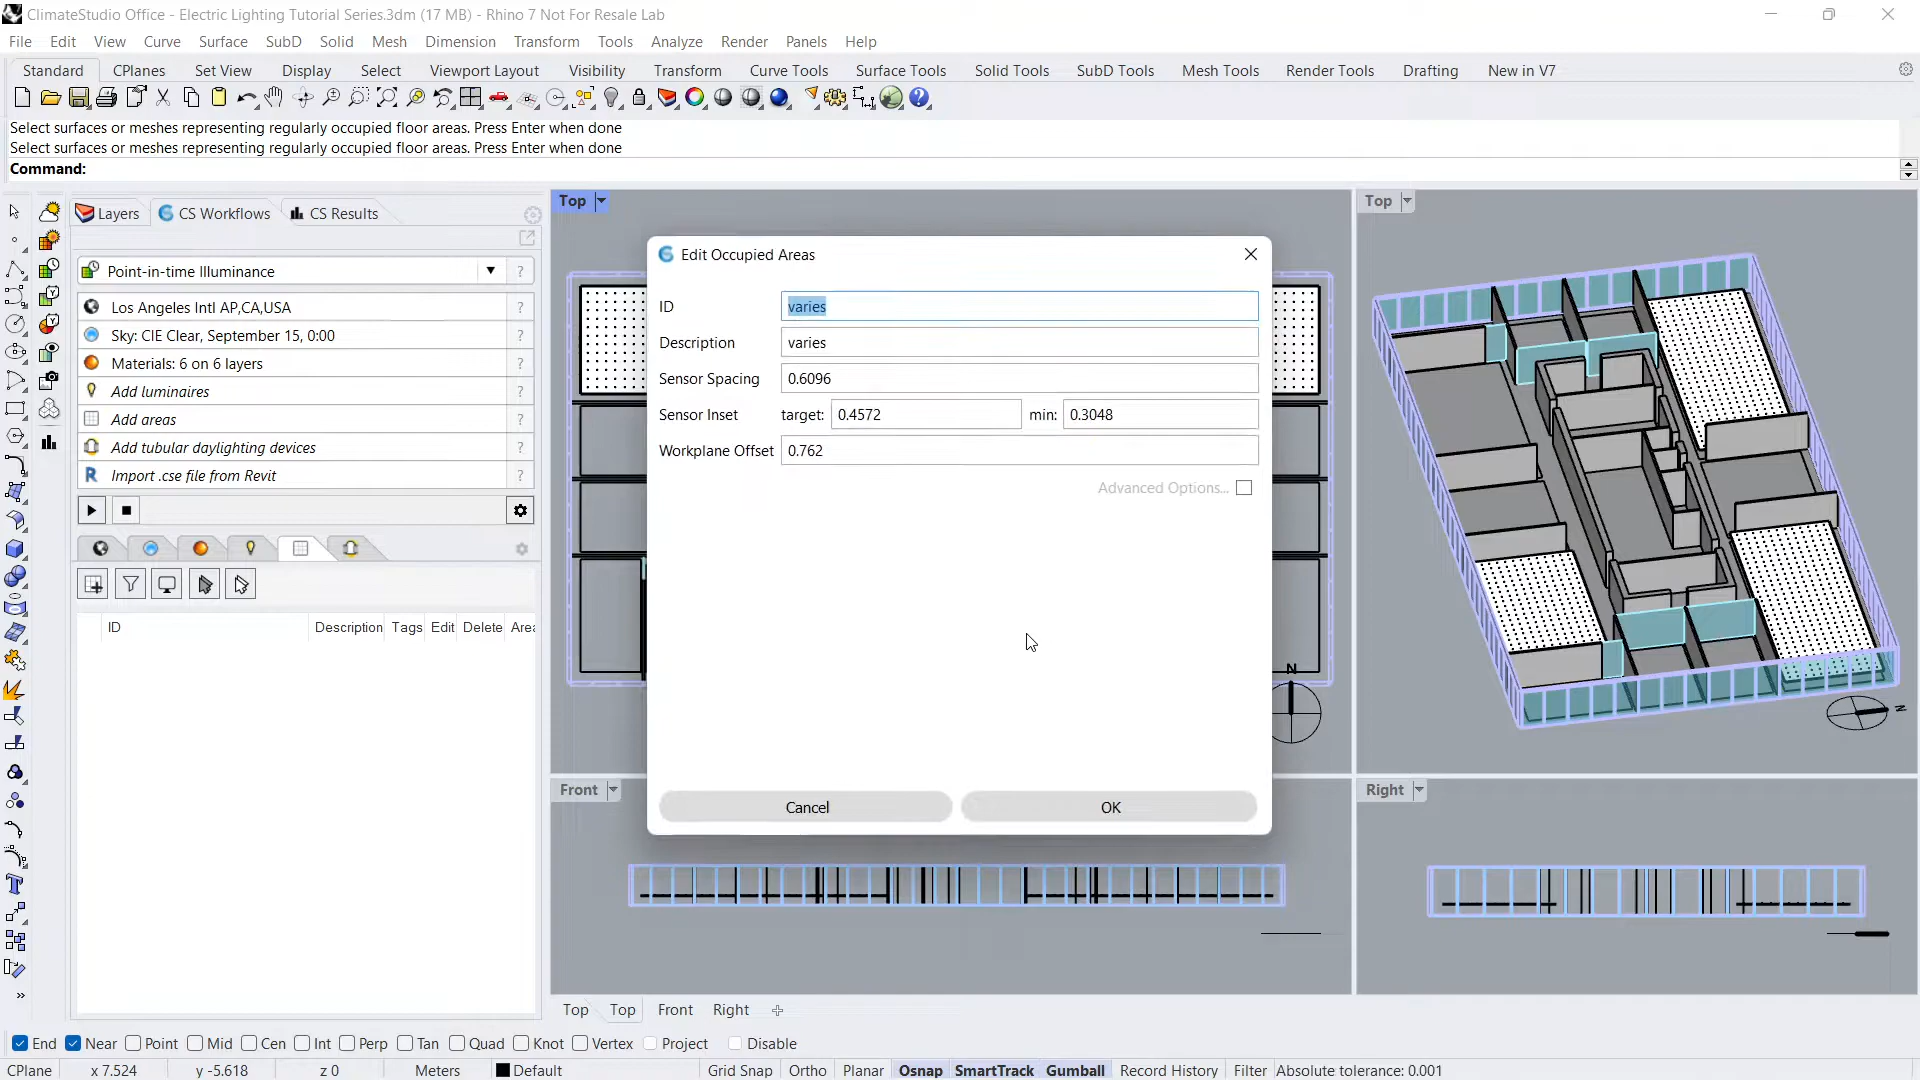 ClimateStudio Office - Electric Lighting Tutorial Series.3dm (17 MB) - Rhino 7 Not For Resale Lab
File Edit View Curve Surface SubD Solid Mesh Dimension Transform Tools Analyze Render Panels Help
Standard CPlanes Set View Display Select Viewport Layout Visibility Transform Curve Tools Surface Tools Solid Tools SubD Tools Mesh Tools Render Tools Drafting New in V7
Select surfaces or meshes representing regularly occupied floor areas. Press Enter when done
Select surfaces or meshes representing regularly occupied floor areas. Press Enter when done
Command:
Layers CS Workflows CS Results
Point-in-time Illuminance ?
Los Angeles Intl AP,CA,USA ?
Sky: CIE Clear, September 15, 0:00 ?
Materials: 6 on 6 layers ?
Add luminaires ?
Add areas ?
Add tubular daylighting devices ?
R Import .cse file from Revit ?
ID Description Tags Edit Delete Area
Top
Top
Edit Occupied Areas
ID varies
Description varies
Sensor Spacing 0.6096
Sensor Inset target: 0.4572 min: 0.3048
Workplane Offset 0.762
Advanced Options...
Cancel OK
N
N
Front
Right
Top Top Front Right
End Near Point Mid Cen Int Perp Tan Quad Knot Vertex Project Disable
CPlane x 7.524 y -5.618 z 0 Meters Default Grid Snap Ortho Planar Osnap SmartTrack Gumball Record History Filter Absolute tolerance: 0.001